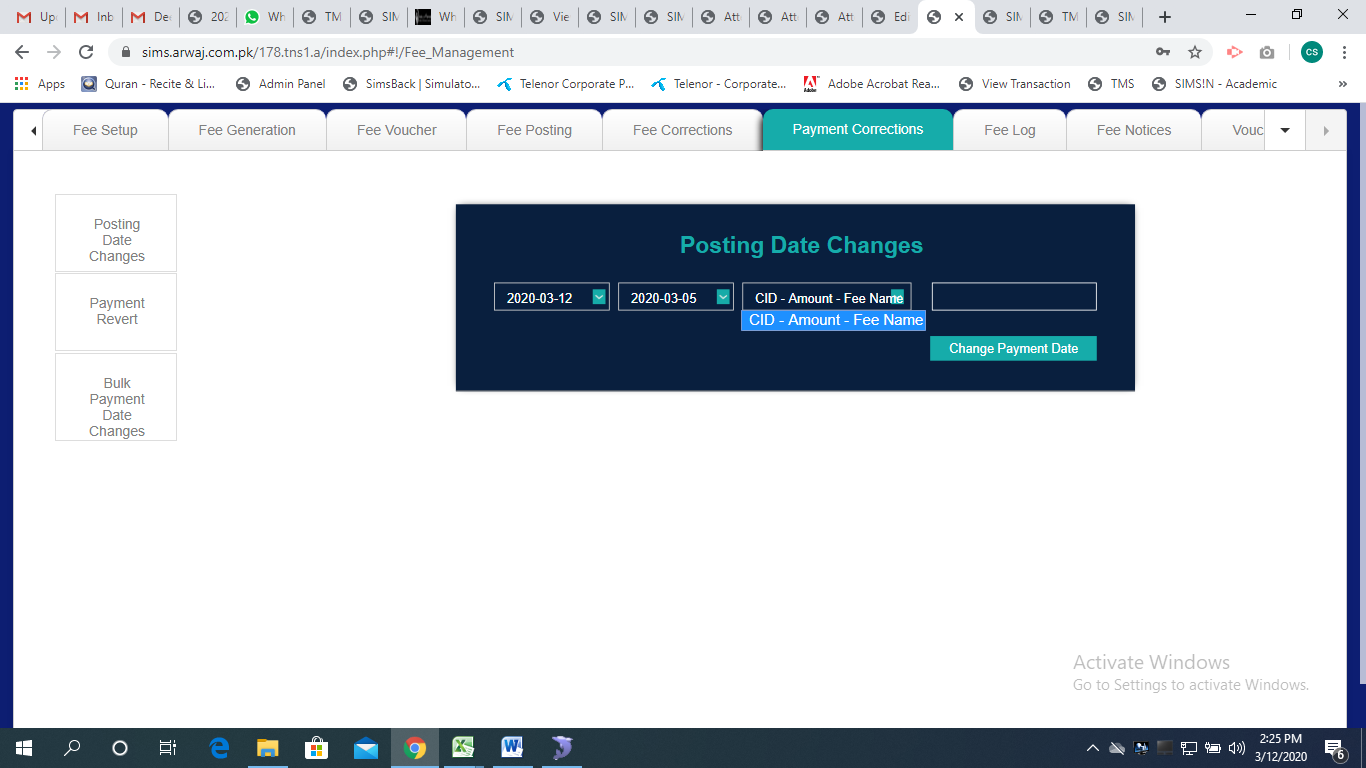 Up
Inb
De
202
Wh
TM
SIM
Wh
SIM
Vie
SIM
SIM
Att
Att
Att
Edi
SIM
TM
SIM
sims.arwaj.com.pk/178.tns1.a/index.php#!/Fee_Management
CS
Apps
Quran - Recite & Li...
Admin Panel
SimsBack | Simulato...
Telenor Corporate P...
Telenor - Corporate...
Adobe Acrobat Rea...
View Transaction
TMS
SIMS!N - Academic
»
Fee Setup
Fee Generation
Fee Voucher
Fee Posting
Fee Corrections
Payment Corrections
Fee Log
Fee Notices
Vouc
Posting
Date
Changes
Payment
Revert
Bulk
Payment
Date
Changes
Posting Date Changes
2020-03-12
2020-03-05
CID - Amount - Fee Name
CID - Amount - Fee Name
Change Payment Date
Activate Windows
Go to Settings to activate Windows.
2:25 PM
3/12/2020
6